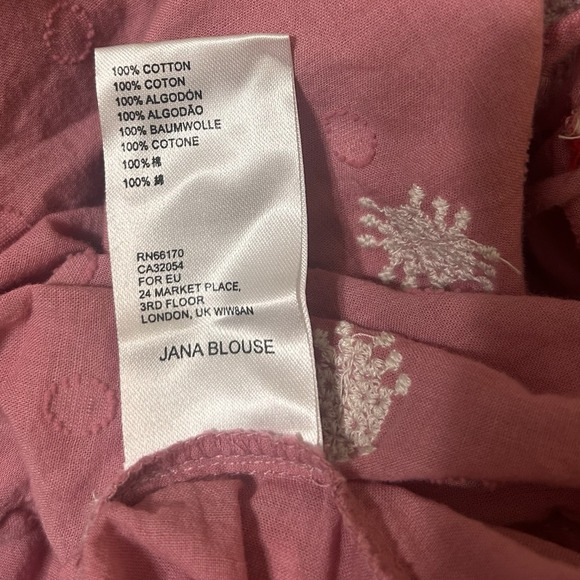 100% COTTON
100% COTON
100% ALGODÓN
100% ALGODÃO
100% BAUMWOLLE
100% COTONE
100% 棉
100% 綿
RN66170
CA32054
FOR EU
24 MARKET PLACE,
3RD FLOOR
LONDON, UK WIW8AN
JANA BLOUSE